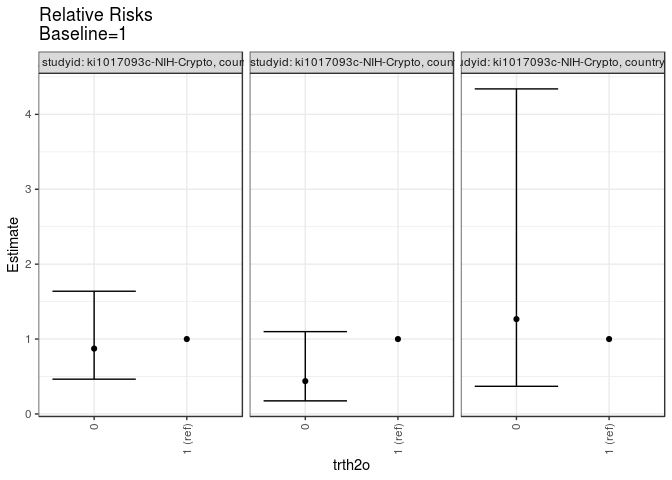 Relative Risks
Baseline=1
studyid: ki1017093c-NIH-Crypto, coun
studyid: ki1017093c-NIH-Crypto, coun
udyid: ki1017093c-NIH-Crypto, country
Estimate
4
3
2
1
0
0
1 (ref)
0
1 (ref)
0
1 (ref)
trth2o